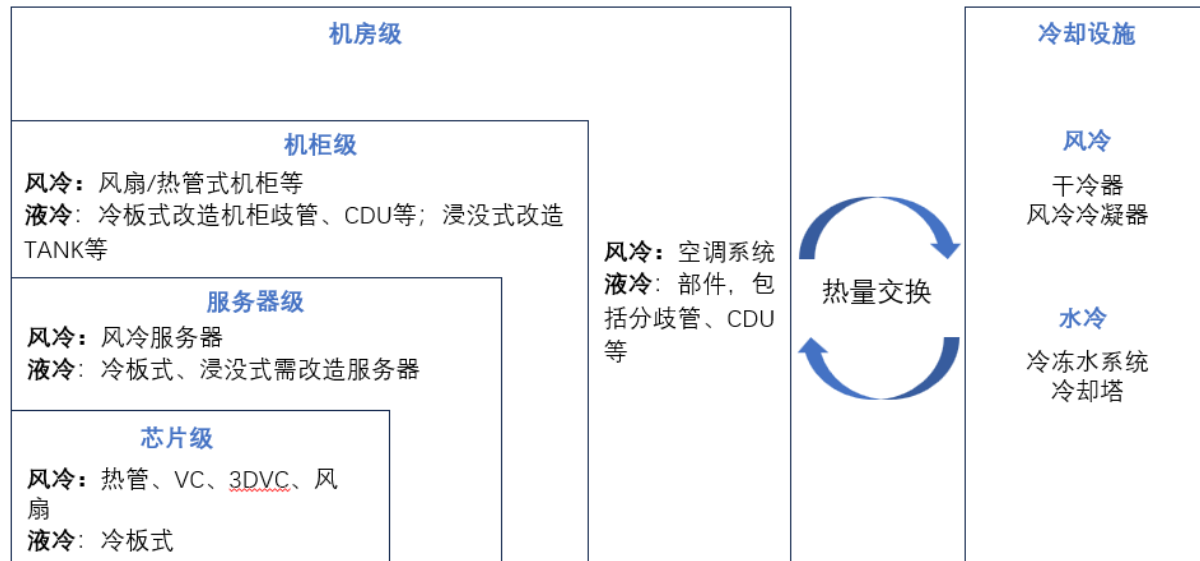 机房级
机柜级
风冷：风扇/热管式机柜等
液冷：冷板式改造机柜歧管、CDU等；浸没式改造
TANK等
服务器级
风冷：风冷服务器
液冷：冷板式、浸没式需改造服务器
芯片级
风冷：热管、VC、3DVC、风
扇
液冷：冷板式
风冷：空调系统
液冷：部件，包
括分歧管、CDU
等
热量交换
冷却设施
风冷
干冷器
风冷冷凝器
水冷
冷冻水系统
冷却塔